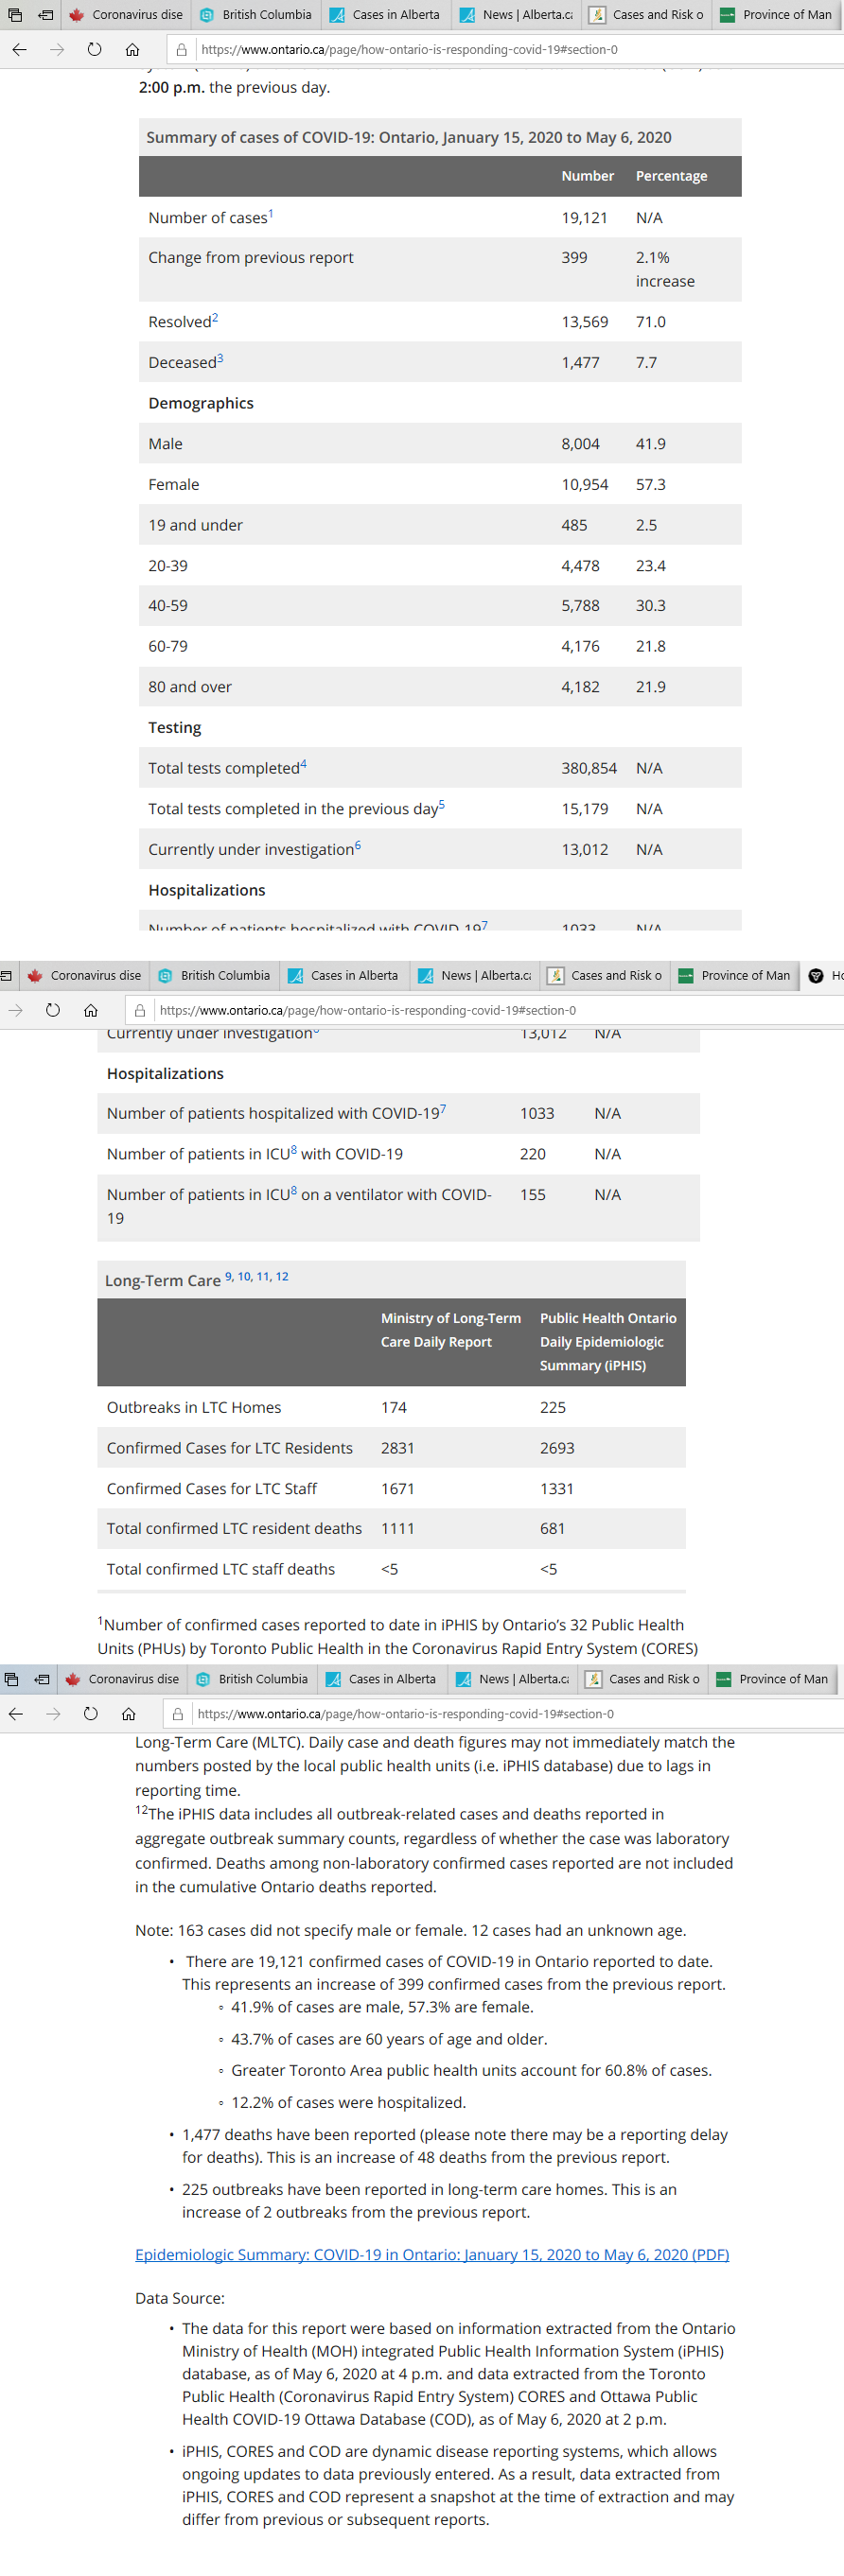 Coronavirus dise British Columbia Cases in Alberta News | Alberta.ca Cases and Risk o Province of Man
https://www.ontario.ca/page/how-ontario-is-responding-covid-19#section-0
2:00 p.m. the previous day.
Summary of cases of COVID-19: Ontario, January 15, 2020 to May 6, 2020
Number Percentage
Number of cases1 19,121 N/A
Change from previous report 399 2.1%
increase
Resolved2 13,569 71.0
Deceased3 1,477 7.7
Demographics
Male 8,004 41.9
Female 10,954 57.3
19 and under 485 2.5
20-39 4,478 23.4
40-59 5,788 30.3
60-79 4,176 21.8
80 and over 4,182 21.9
Testing
Total tests completed4 380,854 N/A
Total tests completed in the previous day5 15,179 N/A
Currently under investigation6 13,012 N/A
Hospitalizations
Number of patients hospitalized with COVID-197 1033 N/A
Coronavirus dise British Columbia Cases in Alberta News | Alberta.ca Cases and Risk o Province of Man Ho
https://www.ontario.ca/page/how-ontario-is-responding-covid-19#section-0
Currently under investigation6 13,012 N/A
Hospitalizations
Number of patients hospitalized with COVID-197 1033 N/A
Number of patients in ICU8 with COVID-19 220 N/A
Number of patients in ICU8 on a ventilator with COVID- 155 N/A
19
Long-Term Care 9, 10, 11, 12
Ministry of Long-Term Public Health Ontario
Care Daily Report Daily Epidemiologic
Summary (iPHIS)
Outbreaks in LTC Homes 174 225
Confirmed Cases for LTC Residents 2831 2693
Confirmed Cases for LTC Staff 1671 1331
Total confirmed LTC resident deaths 1111 681
Total confirmed LTC staff deaths <5 <5
1Number of confirmed cases reported to date in iPHIS by Ontario's 32 Public Health
Units (PHUs) by Toronto Public Health in the Coronavirus Rapid Entry System (CORES)
Coronavirus dise British Columbia Cases in Alberta News | Alberta.ca Cases and Risk o Province of Man
https://www.ontario.ca/page/how-ontario-is-responding-covid-19#section-0
Long-Term Care (MLTC). Daily case and death figures may not immediately match the
numbers posted by the local public health units (i.e. iPHIS database) due to lags in
reporting time.
12The iPHIS data includes all outbreak-related cases and deaths reported in
aggregate outbreak summary counts, regardless of whether the case was laboratory
confirmed. Deaths among non-laboratory confirmed cases reported are not included
in the cumulative Ontario deaths reported.
Note: 163 cases did not specify male or female. 12 cases had an unknown age.
• There are 19,121 confirmed cases of COVID-19 in Ontario reported to date.
This represents an increase of 399 confirmed cases from the previous report.
◦ 41.9% of cases are male, 57.3% are female.
◦ 43.7% of cases are 60 years of age and older.
◦ Greater Toronto Area public health units account for 60.8% of cases.
◦ 12.2% of cases were hospitalized.
• 1,477 deaths have been reported (please note there may be a reporting delay
for deaths). This is an increase of 48 deaths from the previous report.
• 225 outbreaks have been reported in long-term care homes. This is an
increase of 2 outbreaks from the previous report.
Epidemiologic Summary: COVID-19 in Ontario: January 15, 2020 to May 6, 2020 (PDF)
Data Source:
• The data for this report were based on information extracted from the Ontario
Ministry of Health (MOH) integrated Public Health Information System (iPHIS)
database, as of May 6, 2020 at 4 p.m. and data extracted from the Toronto
Public Health (Coronavirus Rapid Entry System) CORES and Ottawa Public
Health COVID-19 Ottawa Database (COD), as of May 6, 2020 at 2 p.m.
• iPHIS, CORES and COD are dynamic disease reporting systems, which allows
ongoing updates to data previously entered. As a result, data extracted from
iPHIS, CORES and COD represent a snapshot at the time of extraction and may
differ from previous or subsequent reports.